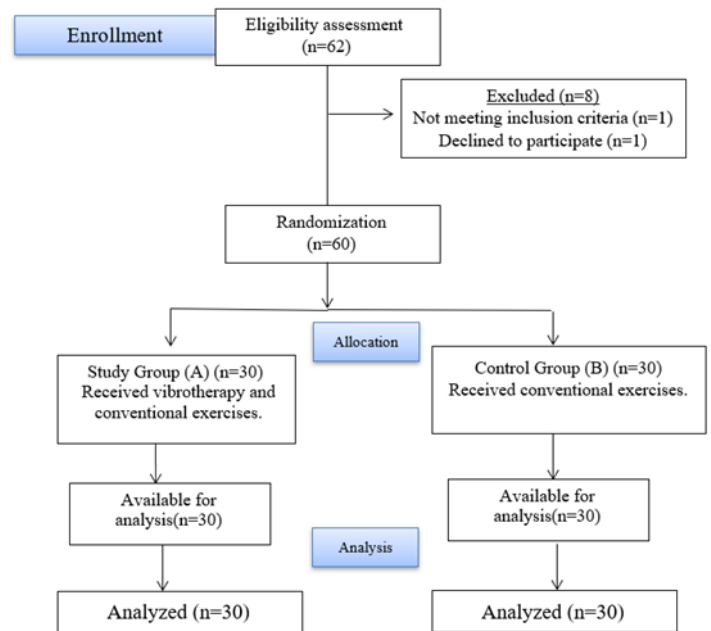 Enrollment
Eligibility assessment
(n=62)
Excluded (n=8)
Not meeting inclusion criteria (n=1)
Declined to participate (n=1)
Randomization
(n=60)
Allocation
Study Group (A) (n=30)
Received vibrotherapy and
conventional exercises.
Control Group (B) (n=30)
Received conventional exercises.
Available for
analysis(n=30)
Available for
analysis(n=30)
Analysis
Analyzed (n=30)
Analyzed (n=30)